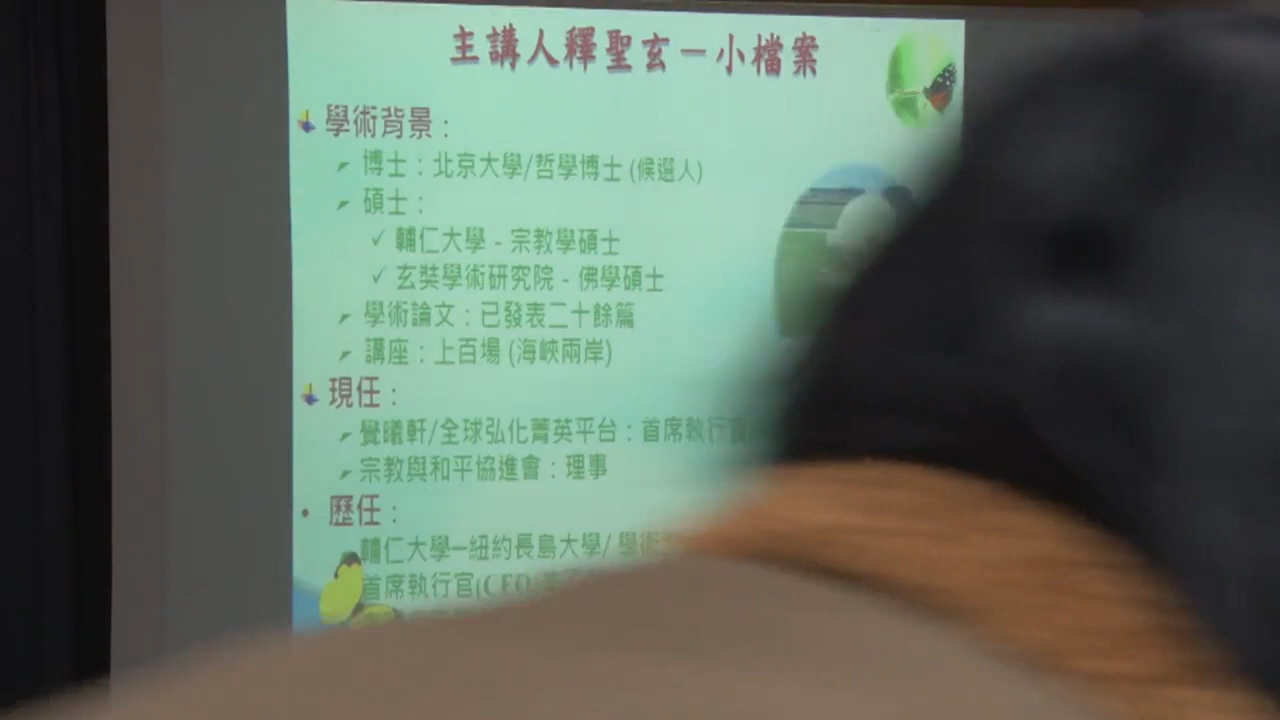 主講人釋聖玄－小檔案
學術背景：
博士：北京大學/哲學博士 (候選人)
碩士：
輔仁大學 - 宗教學碩士
玄奘學術研究院 - 佛學碩士
學術論文：已發表二十餘篇
講座：上百場 (海峽兩岸)
現任：
覺曦軒/全球弘化菁英平台：首席執行官
宗教與和平協進會：理事
歷任：
輔仁大學─紐約長島大學/ 學術
首席執行官(CEO)